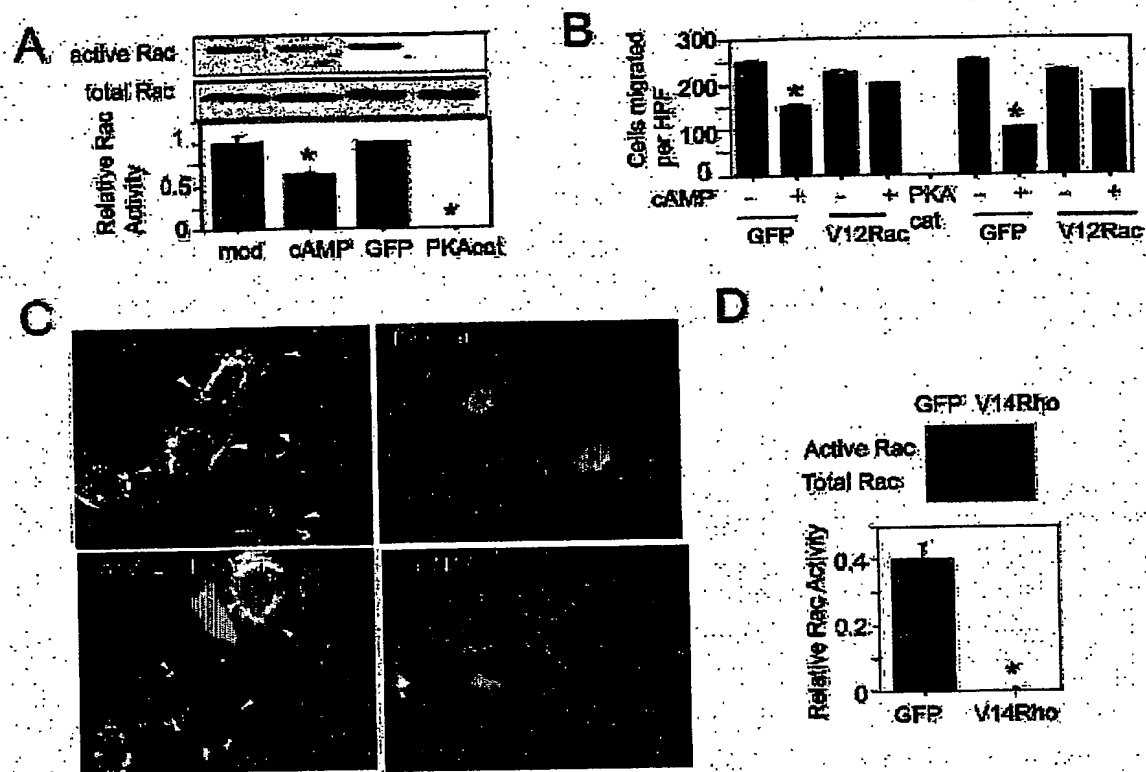 A
active Rac
total Rac
Relative Rac Activity
1
0.5
0
*
*
mod cAMP GFP PKAcat
B
Cells migrated per HPF
300
200
100
0
*
*
cAMP - + - + PKA cat - + - +
GFP V12Rac GFP V12Rac
C
D
GFP V14Rho
Active Rac
Total Rac
Relative Rac Activity
0.4
0.2
0
*
GFP V14Rho